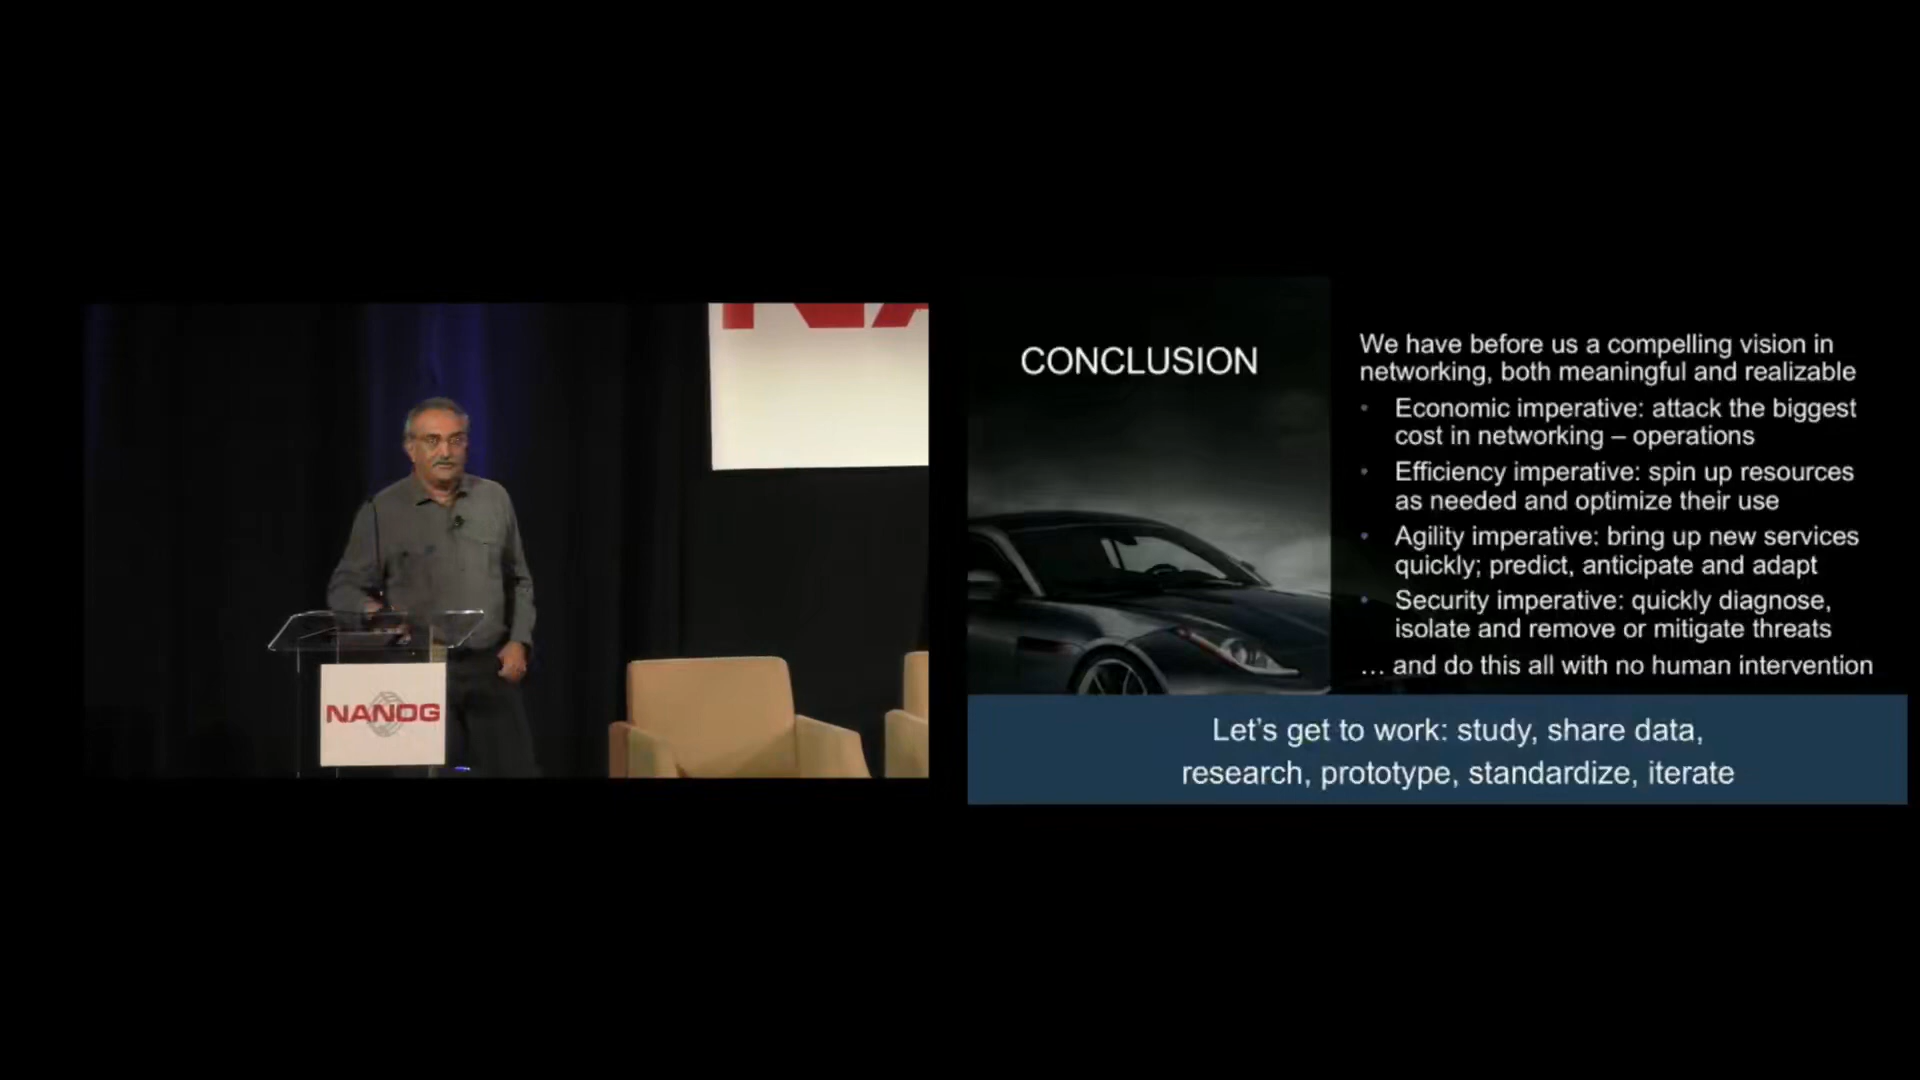 NANOG
CONCLUSION
We have before us a compelling vision in
networking, both meaningful and realizable
• Economic imperative: attack the biggest
cost in networking – operations
• Efficiency imperative: spin up resources
as needed and optimize their use
• Agility imperative: bring up new services
quickly; predict, anticipate and adapt
• Security imperative: quickly diagnose,
isolate and remove or mitigate threats
… and do this all with no human intervention
Let’s get to work: study, share data,
research, prototype, standardize, iterate